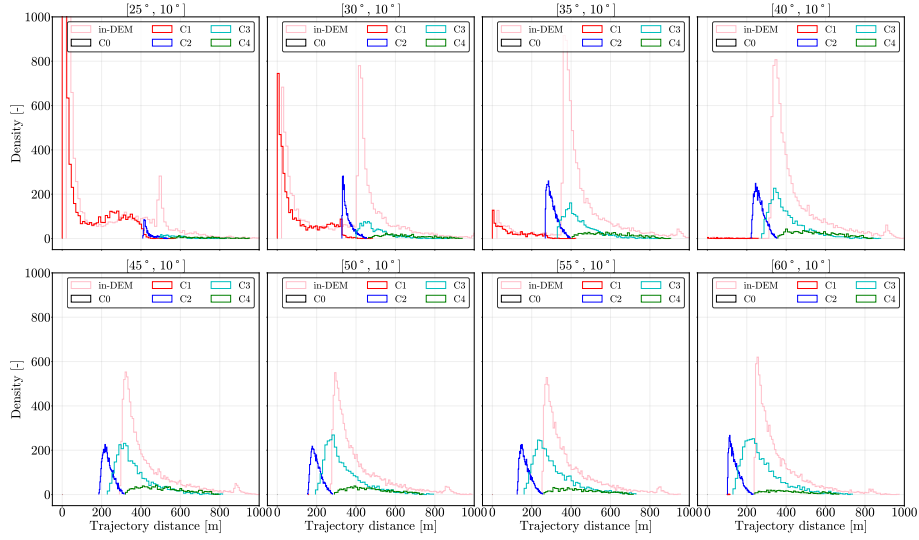 [25°, 10°] [30°, 10°] [35°, 10°] [40°, 10°]
1000
800
600
400
200
0
Density [-]
in-DEM C1 C3
C0 C2 C4
in-DEM C1 C3
C0 C2 C4
in-DEM C1 C3
C0 C2 C4
in-DEM C1 C3
C0 C2 C4
[45°, 10°] [50°, 10°] [55°, 10°] [60°, 10°]
1000
800
600
400
200
0
Density [-]
in-DEM C1 C3
C0 C2 C4
in-DEM C1 C3
C0 C2 C4
in-DEM C1 C3
C0 C2 C4
in-DEM C1 C3
C0 C2 C4
0 200 400 600 800 1000 200 400 600 800 1000 200 400 600 800 1000 200 400 600 800 1000
Trajectory distance [m] Trajectory distance [m] Trajectory distance [m] Trajectory distance [m]